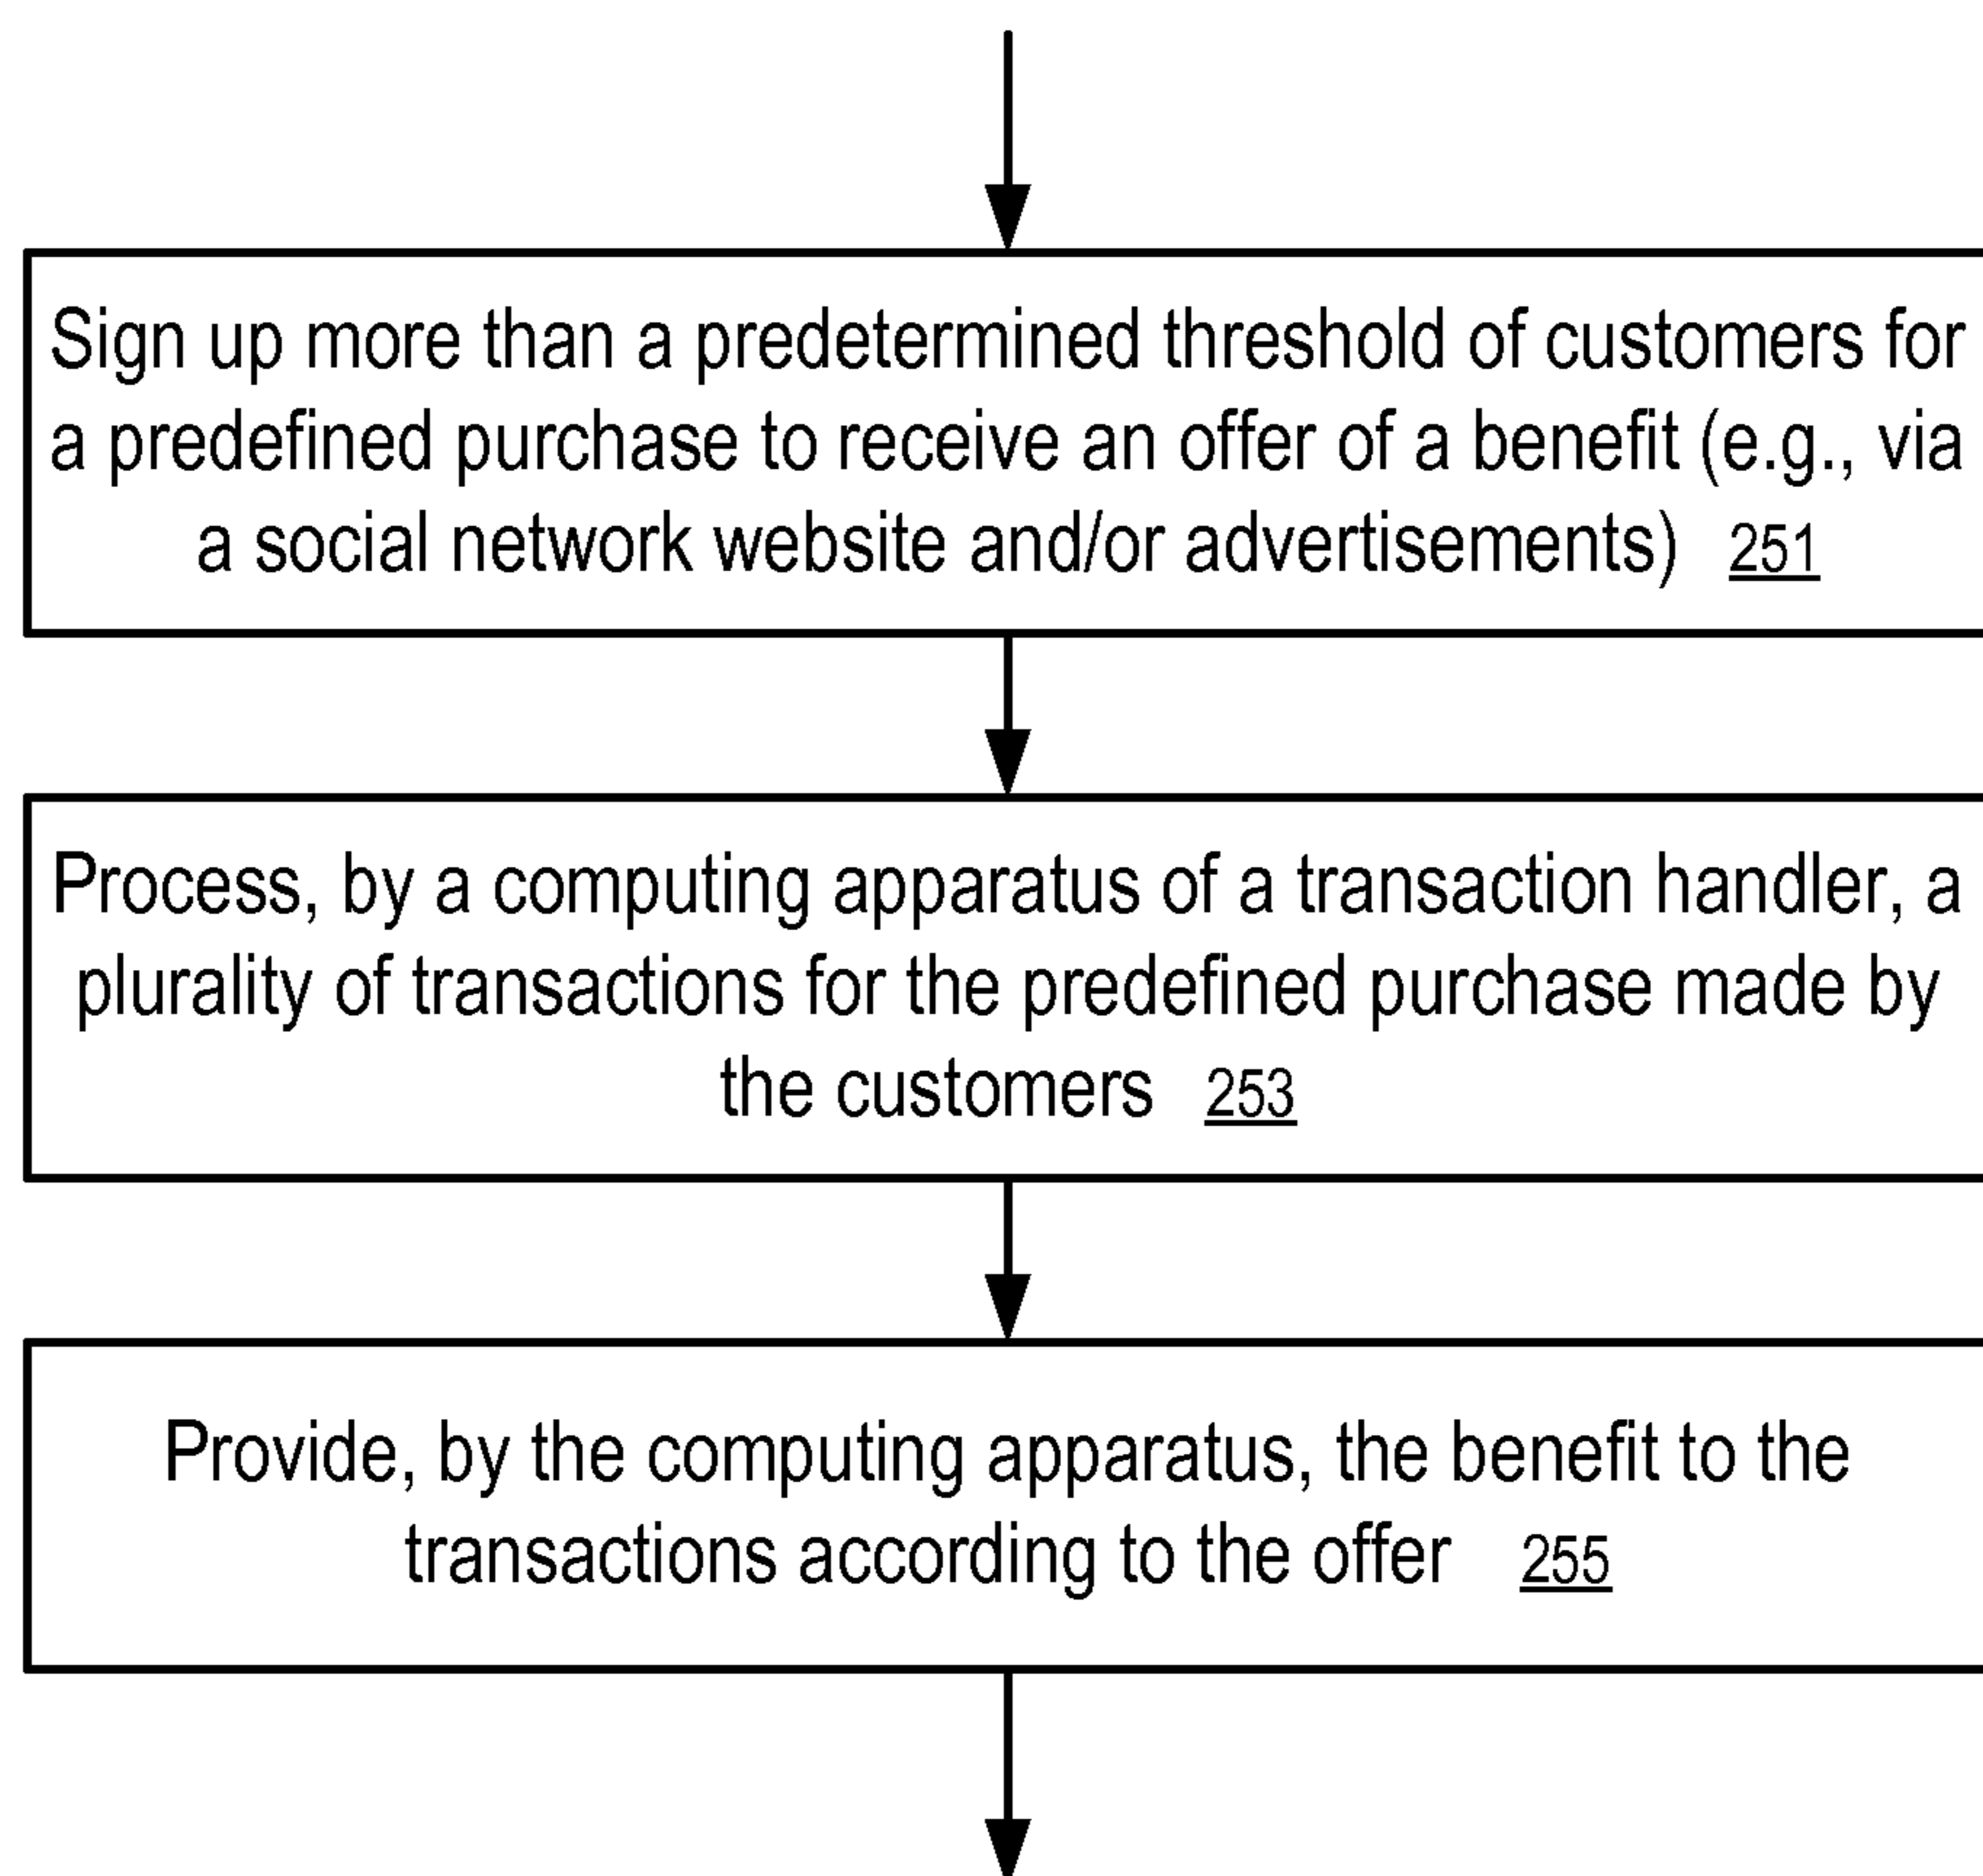 Sign up more than a predetermined threshold of customers for
a predefined purchase to receive an offer of a benefit (e.g., via
a social network website and/or advertisements) 251
Process, by a computing apparatus of a transaction handler, a
plurality of transactions for the predefined purchase made by
the customers 253
Provide, by the computing apparatus, the benefit to the
transactions according to the offer 255